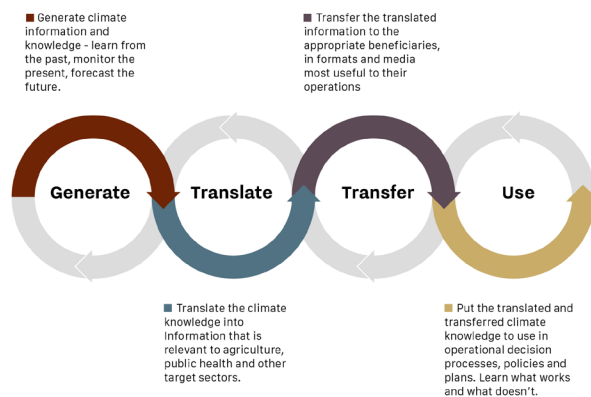 Generate climate
information and
knowledge - learn from
the past, monitor the
present, forecast the
future.
Transfer the translated
information to the
appropriate beneficiaries,
in formats and media
most useful to their
operations
Generate
Translate
Transfer
Use
Translate the climate
knowledge into
Information that is
relevant to agriculture,
public health and other
target sectors.
Put the translated and
transferred climate
knowledge to use in
operational decision
processes, policies and
plans. Learn what works
and what doesn't.